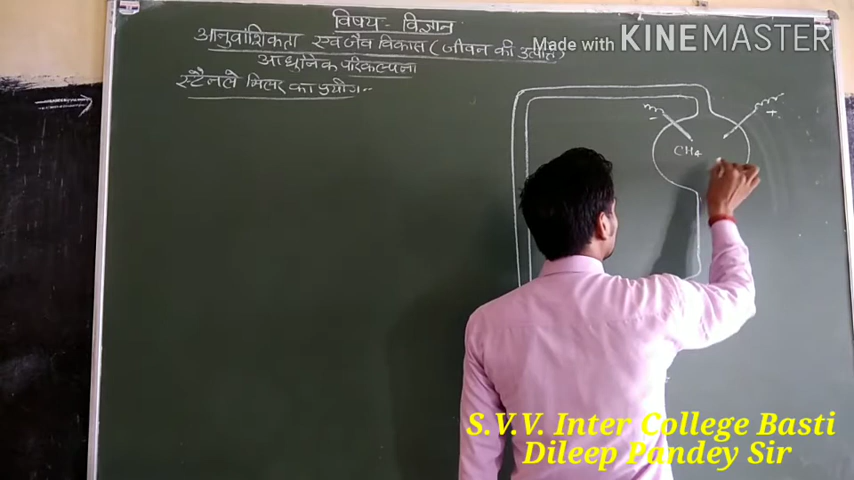 विषय - विज्ञान
आनुवांशिकता एवं जैव विकास ( जीवन की उत्पत्ति )
आधुनिक परिकल्पना
स्टैनले मिलर का प्रयोग -
Made with KINEMASTER
- +
CH4
S.V.V. Inter College Basti
Dileep Pandey Sir